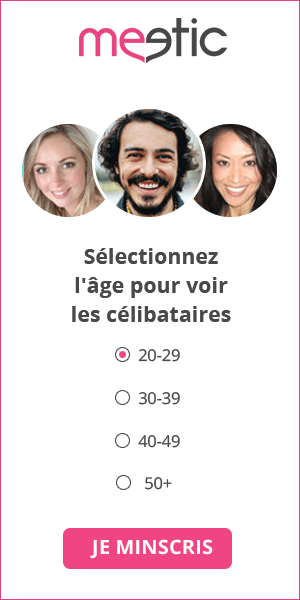 meetic
Sélectionnez
l'âge pour voir
les célibataires
20-29
30-39
40-49
50+
JE MINSCRIS